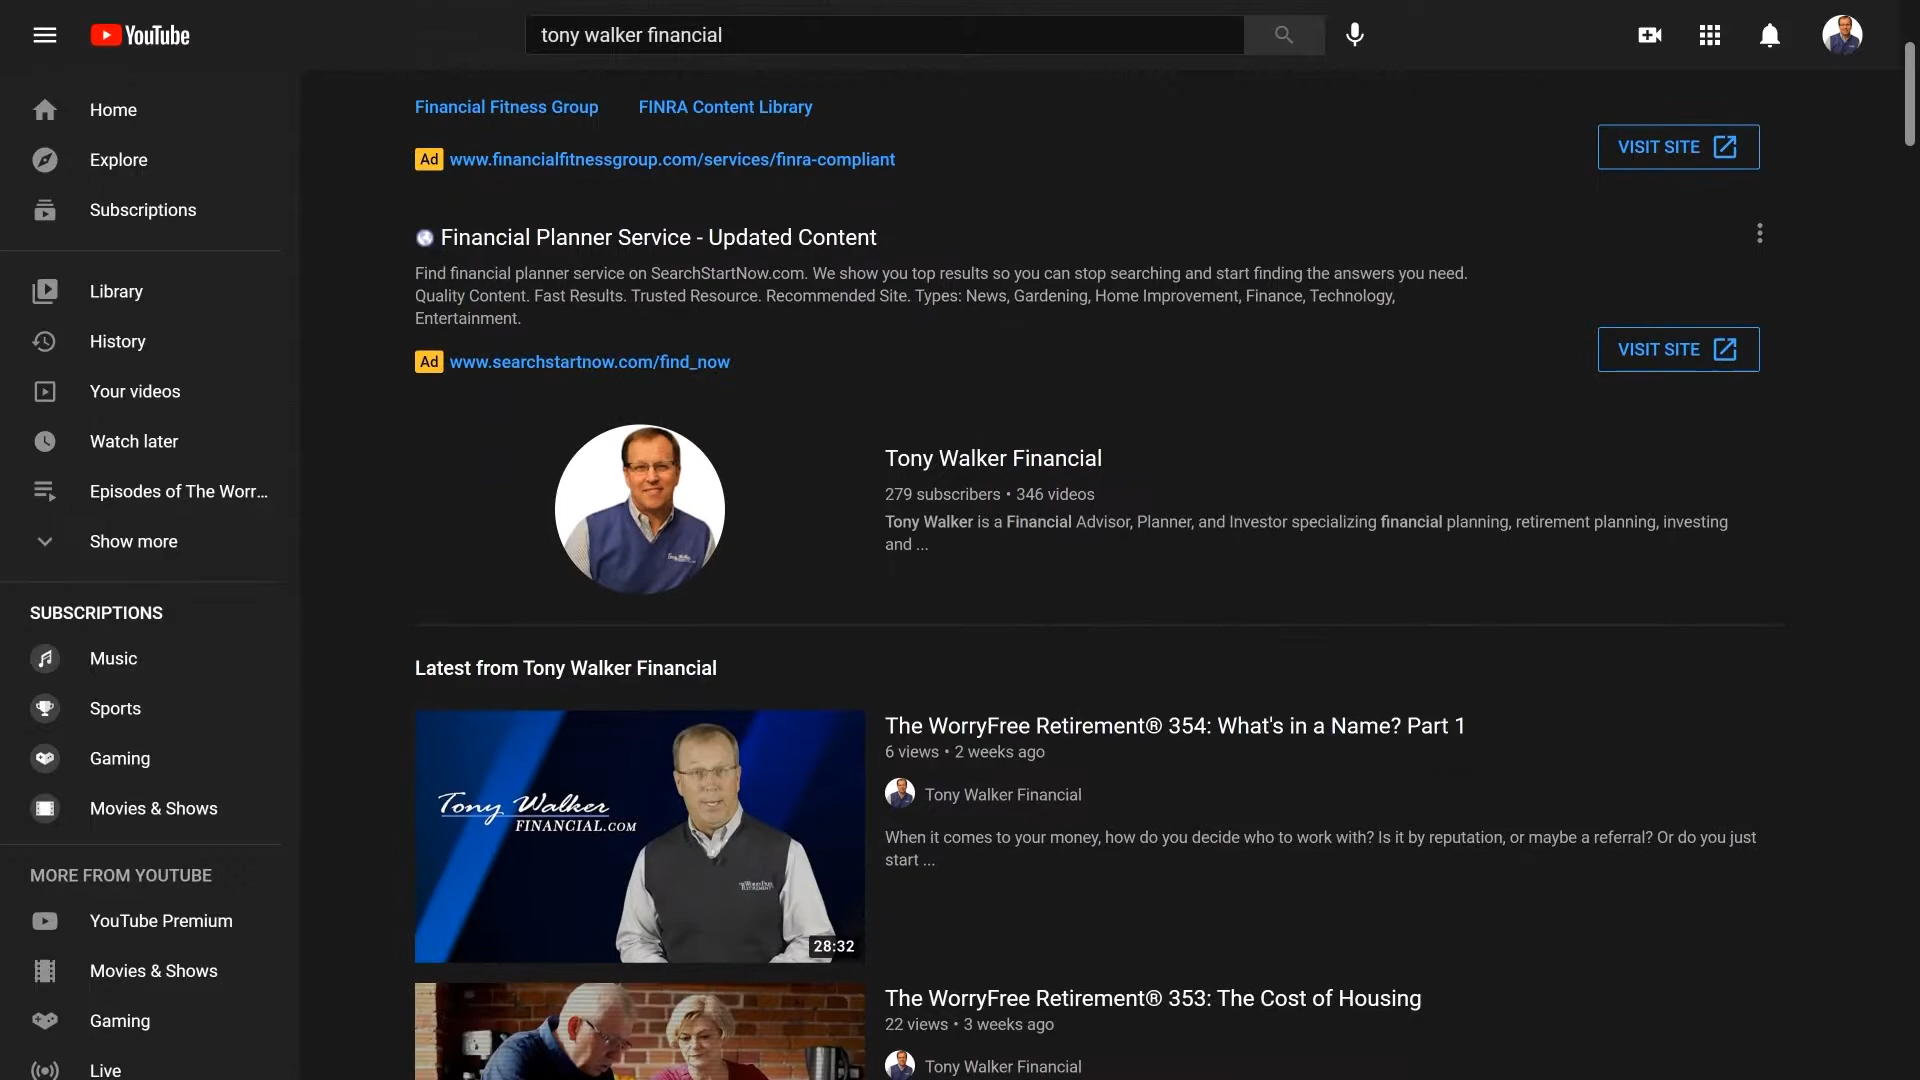 YouTube
tony walker financial
Home
Explore
Subscriptions
Library
History
Your videos
Watch later
Episodes of The Worr...
Show more
SUBSCRIPTIONS
Music
Sports
Gaming
Movies & Shows
MORE FROM YOUTUBE
YouTube Premium
Movies & Shows
Gaming
Live
Financial Fitness Group
FINRA Content Library
Ad www.financialfitnessgroup.com/services/finra-compliant
VISIT SITE
Financial Planner Service - Updated Content
Find financial planner service on SearchStartNow.com. We show you top results so you can stop searching and start finding the answers you need.
Quality Content. Fast Results. Trusted Resource. Recommended Site. Types: News, Gardening, Home Improvement, Finance, Technology,
Entertainment.
Ad www.searchstartnow.com/find_now
VISIT SITE
Tony Walker Financial
279 subscribers • 346 videos
Tony Walker is a Financial Advisor, Planner, and Investor specializing financial planning, retirement planning, investing
and ...
Latest from Tony Walker Financial
Tony Walker
FINANCIAL.COM
THE WORRYFREE
RETIREMENT
28:32
The WorryFree Retirement® 354: What's in a Name? Part 1
6 views • 2 weeks ago
Tony Walker Financial
When it comes to your money, how do you decide who to work with? Is it by reputation, or maybe a referral? Or do you just
start ...
The WorryFree Retirement® 353: The Cost of Housing
22 views • 3 weeks ago
Tony Walker Financial